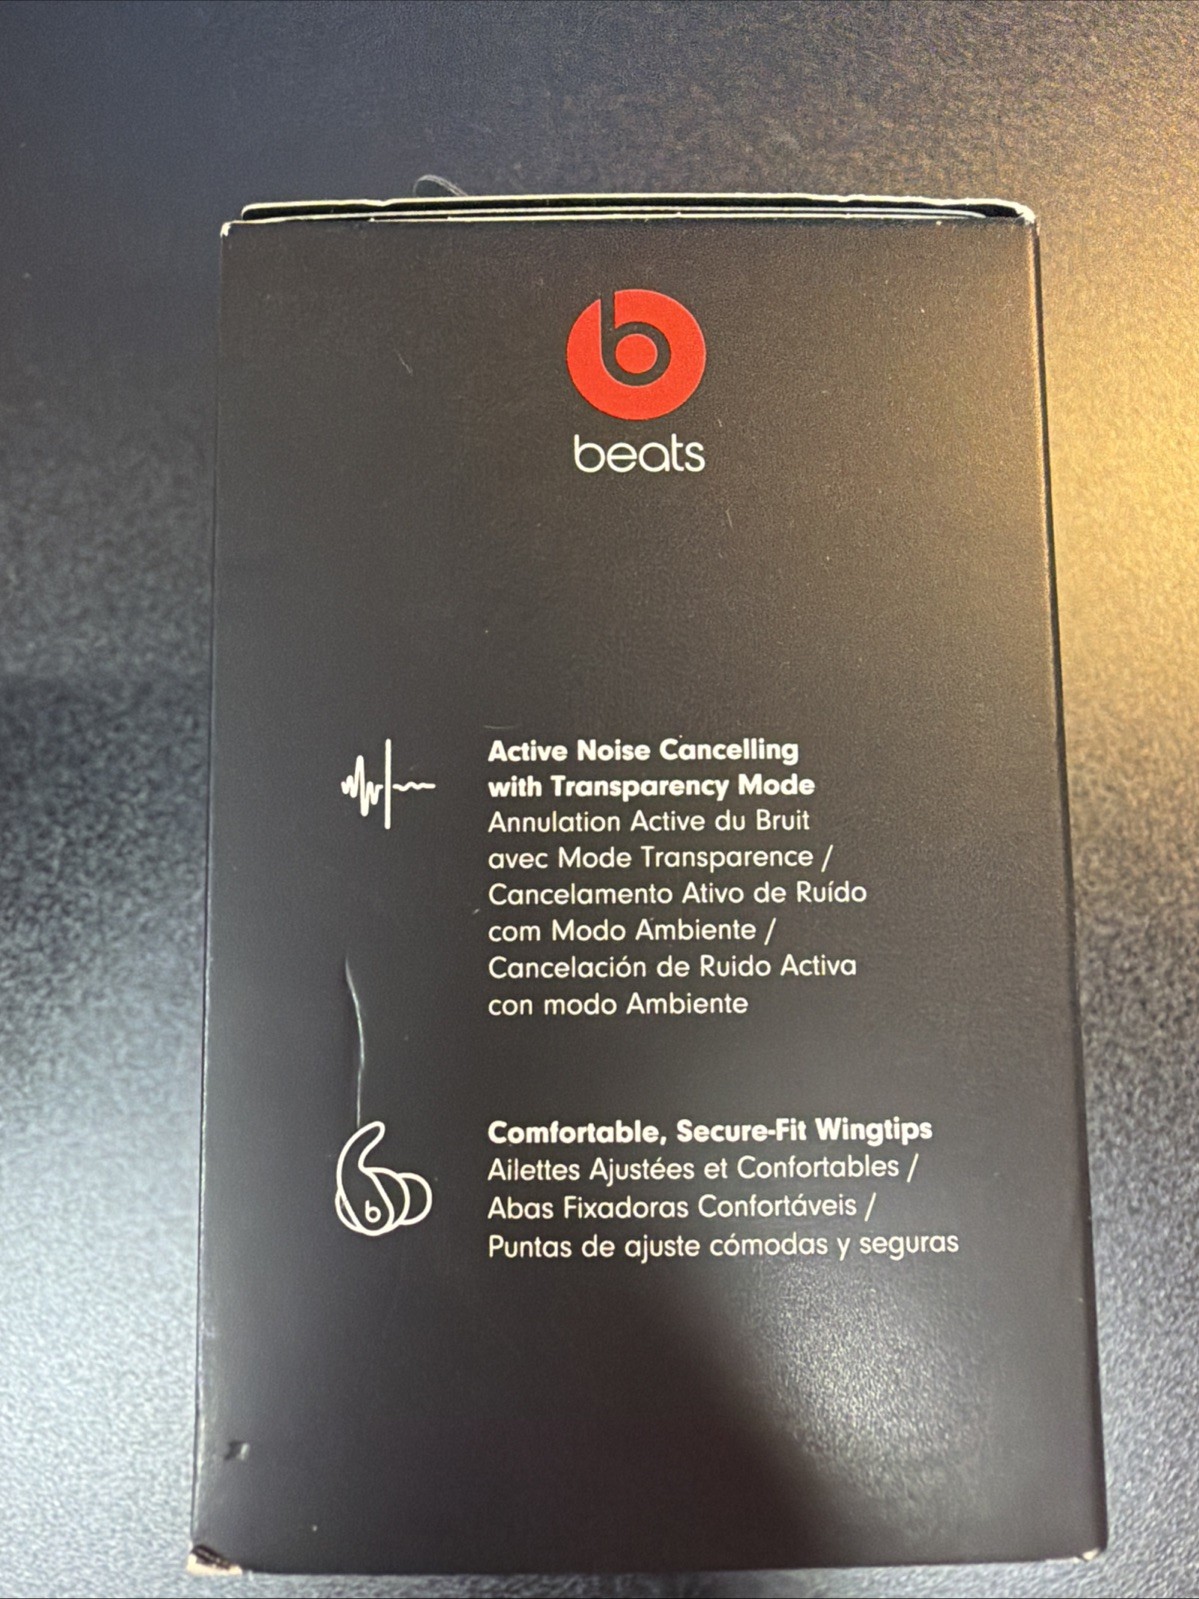 beats
Active Noise Cancelling
with Transparency Mode
Annulation Active du Bruit
avec Mode Transparence /
Cancelamento Ativo de Ruído
com Modo Ambiente /
Cancelación de Ruido Activa
con modo Ambiente
Comfortable, Secure-Fit Wingtips
Ailettes Ajustées et Confortables /
Abas Fixadoras Confortáveis /
Puntas de ajuste cómodas y seguras